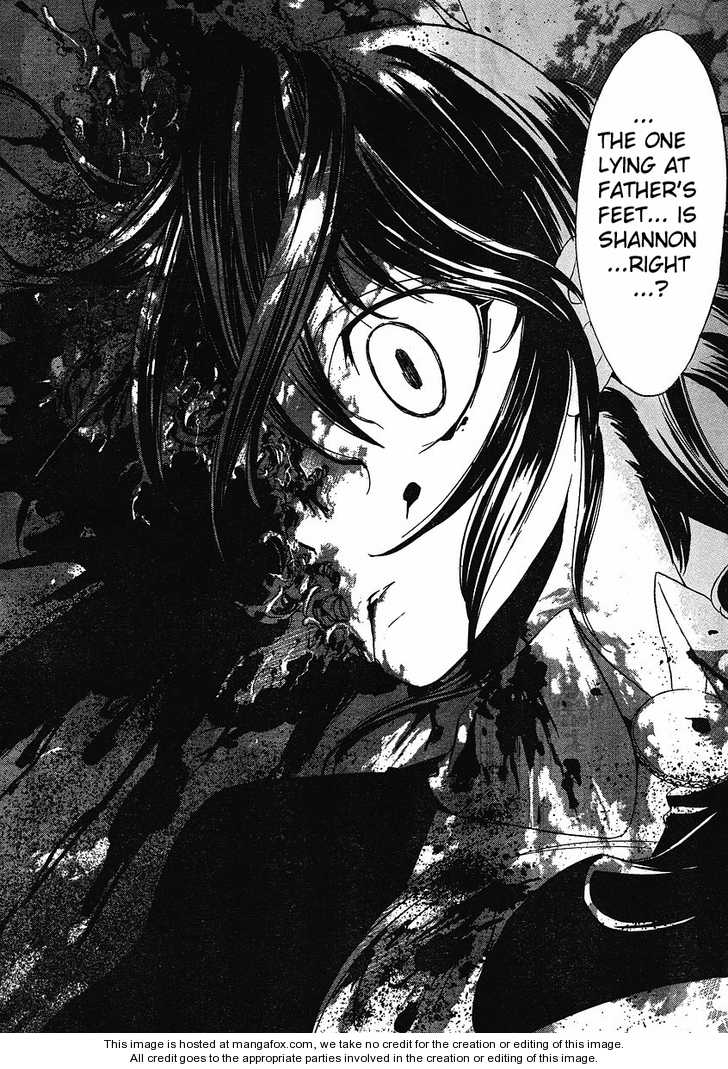 ...
THE ONE
LYING AT
FATHER'S
FEET... IS
SHANNON
...RIGHT
...?
This image is hosted at mangafox.com, we take no credit for the creation or editing of this image.
All credit goes to the appropriate parties involved in the creation or editing of this image.